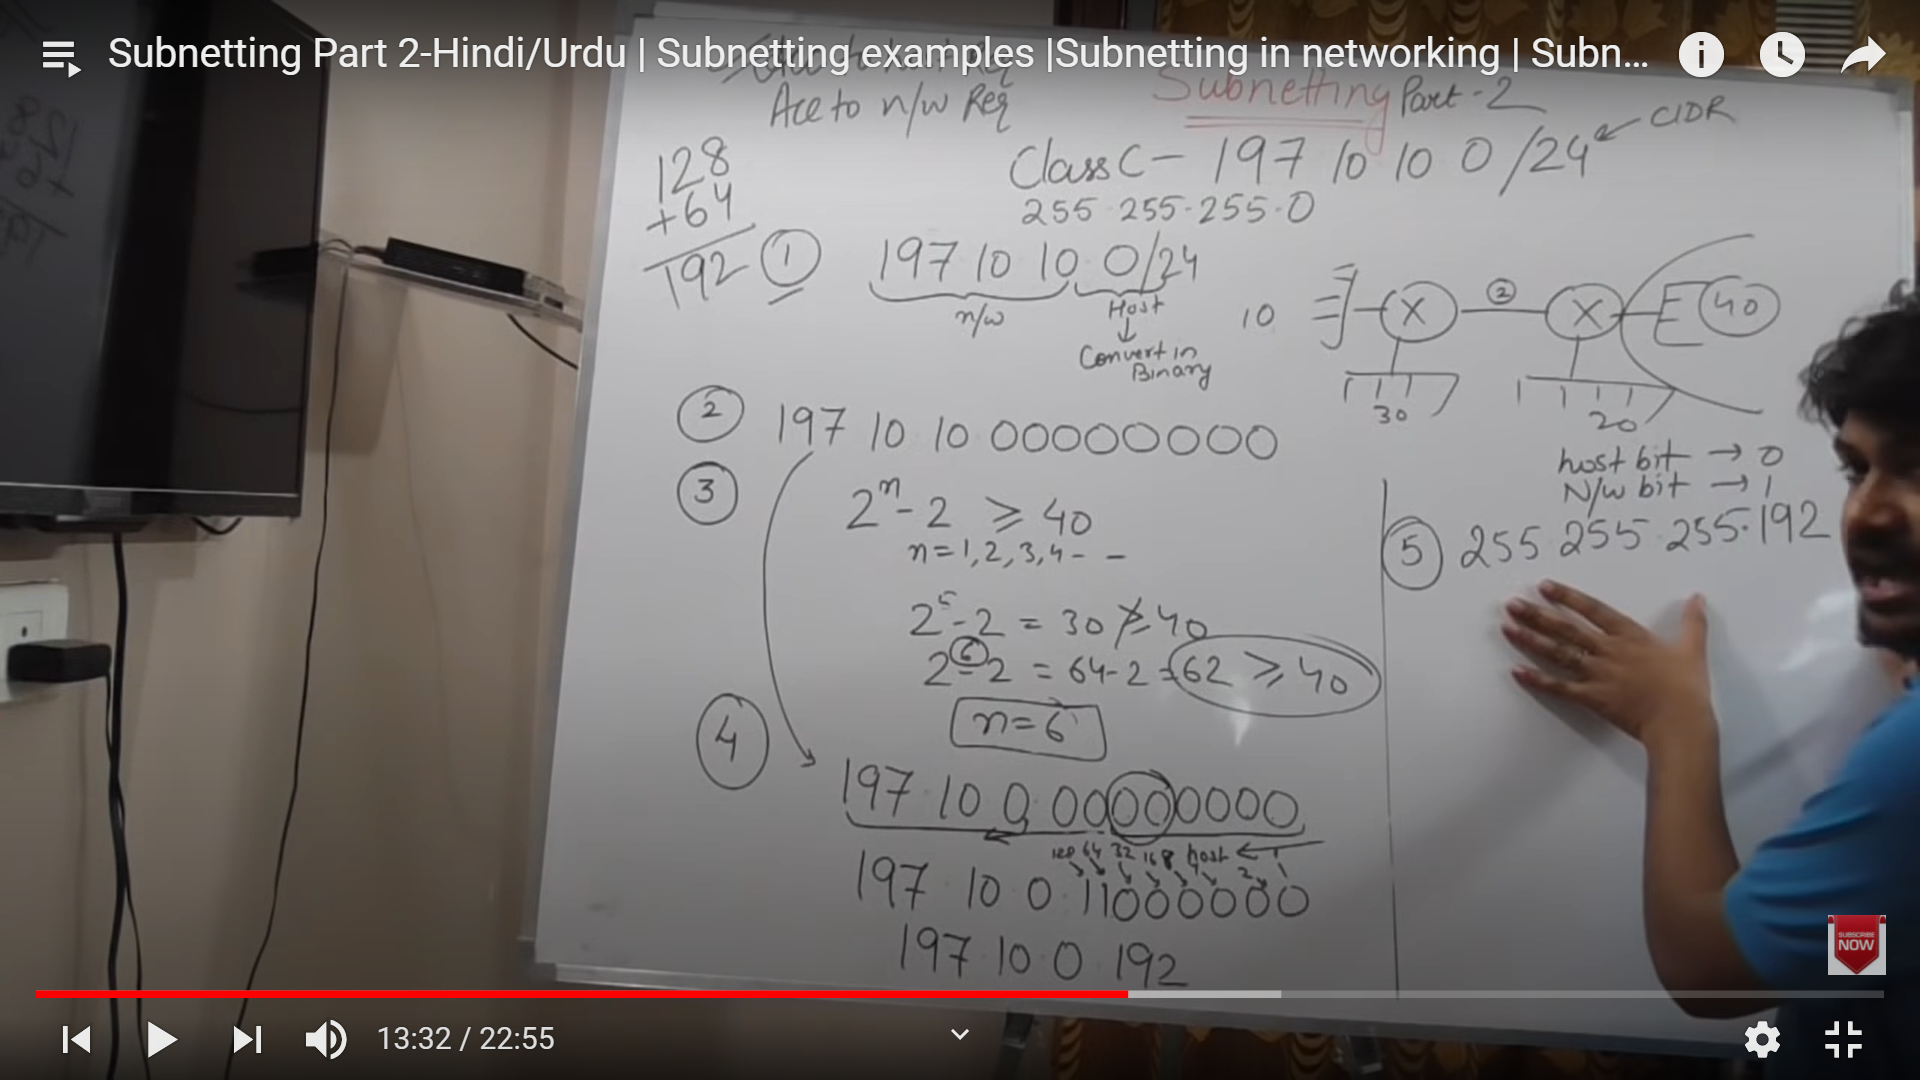 Subnetting Part 2-Hindi/Urdu | Subnetting examples |Subnetting in networking | Subn...
Acc to n/w Req
Subnetting Part-2
CIDR
Class C - 197 10 10 0 /24
255 255.255.0
128
+64
192
1
197 10 10 0/24
n/w
Host
Convert in
Binary
10
X
2
X
40
30
20
2
197 10 10 00000000
host bit → 0
N/w bit → 1
3
2^n - 2 ≥ 40
n = 1, 2, 3, 4 - -
5
255 255 255.192
2^5 - 2 = 30 ≱ 40
2^6 - 2 = 64 - 2 = 62 ≥ 40
n = 6
4
197 10 0 00000000
128 64 32 16 8 host 4 2 1
197 10 0 11000000
197 10 0 192
SUBSCRIBE
NOW
13:32 / 22:55